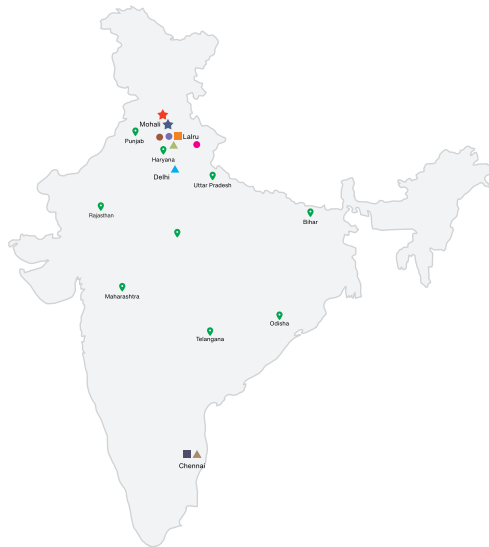 Mohali
Punjab
Lalru
Haryana
Delhi
Uttar Pradesh
Rajasthan
Bihar
Maharashtra
Odisha
Telangana
Chennai